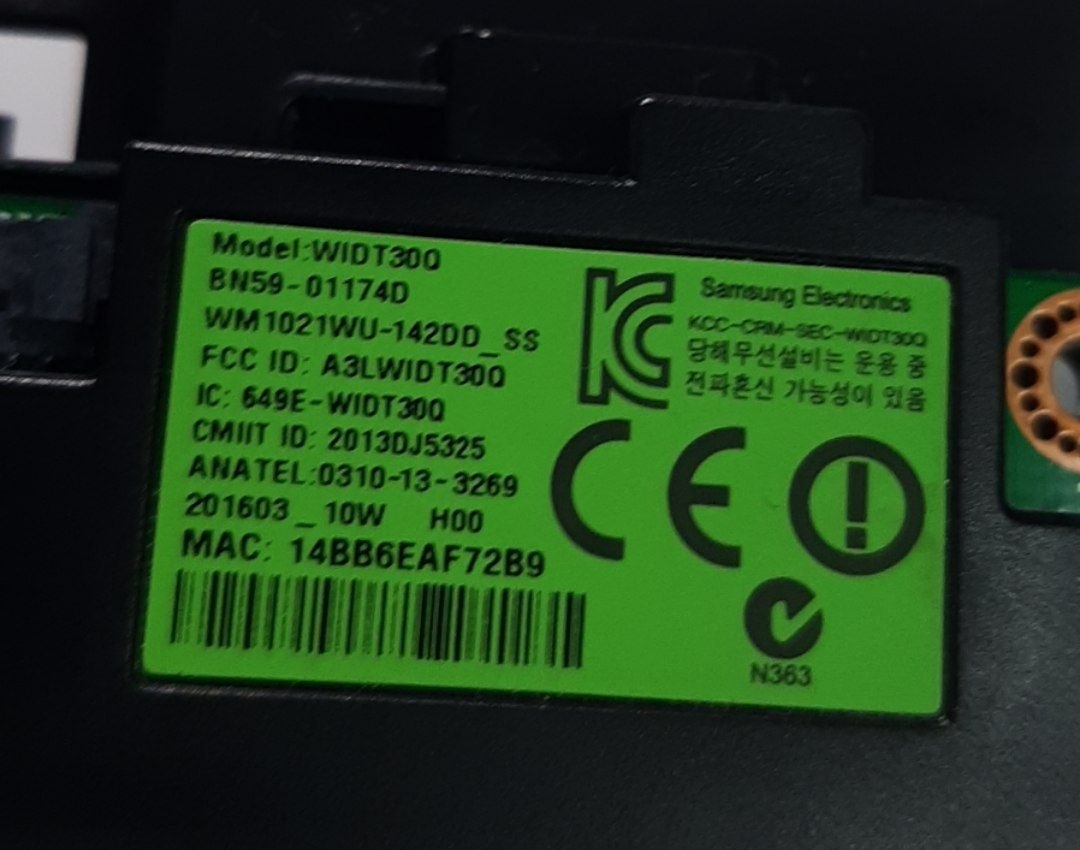 Model:WIDT30Q
BN59-01174D
WM1021WU-142DD_SS
FCC ID: A3LWIDT30Q
IC: 649E-WIDT30Q
CMIIT ID: 2013DJ5325
ANATEL:0310-13-3269
201603_10W H00
MAC: 14BB6EAF72B9
Samsung Electronics
KCC-CRM-SEC-WIDT30Q
당해무선설비는 운용 중
전파혼신 가능성이 있음
CE
N363